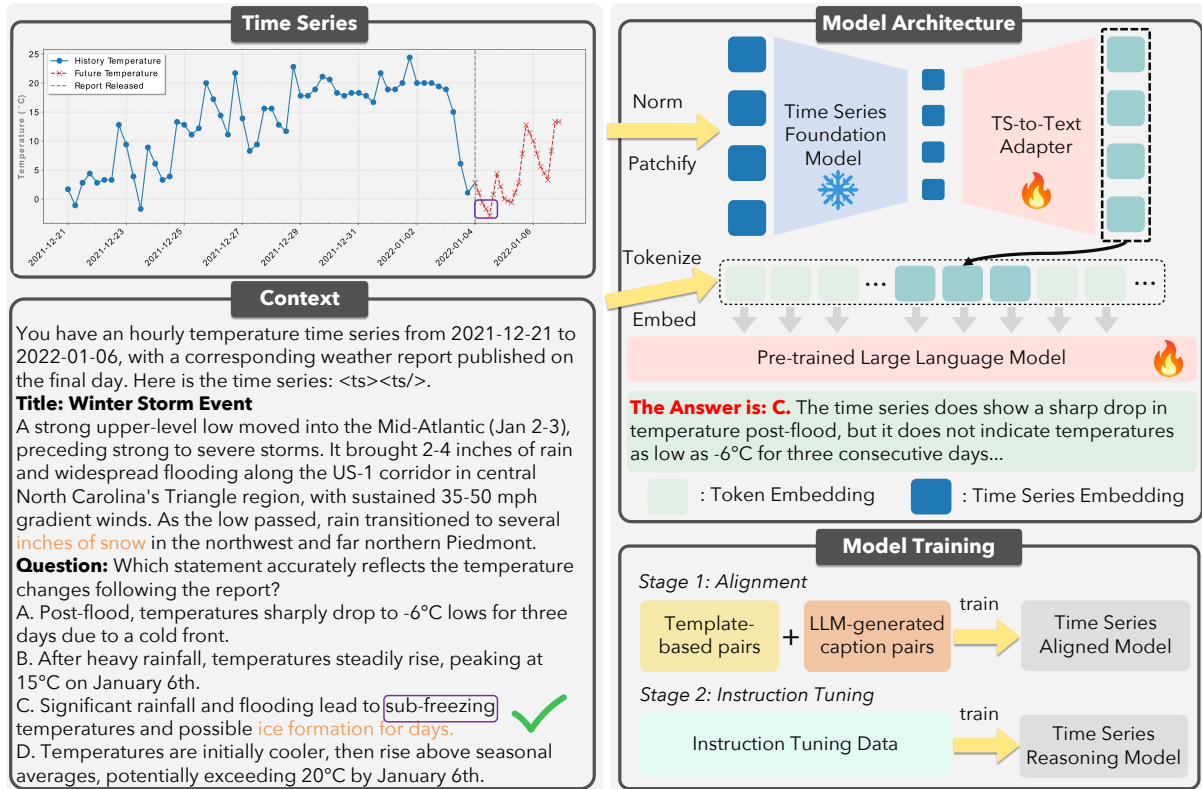 Time Series
25
20
15
10
5
0
Temperature (°C)
History Temperature
Future Temperature
Report Released
2021-12-21
2021-12-23
2021-12-25
2021-12-27
2021-12-29
2021-12-31
2022-01-02
2022-01-04
2022-01-06
Context
You have an hourly temperature time series from 2021-12-21 to
2022-01-06, with a corresponding weather report published on
the final day. Here is the time series: <ts><ts/>.
Title: Winter Storm Event
A strong upper-level low moved into the Mid-Atlantic (Jan 2-3),
preceding strong to severe storms. It brought 2-4 inches of rain
and widespread flooding along the US-1 corridor in central
North Carolina's Triangle region, with sustained 35-50 mph
gradient winds. As the low passed, rain transitioned to several
inches of snow in the northwest and far northern Piedmont.
Question: Which statement accurately reflects the temperature
changes following the report?
A. Post-flood, temperatures sharply drop to -6°C lows for three
days due to a cold front.
B. After heavy rainfall, temperatures steadily rise, peaking at
15°C on January 6th.
C. Significant rainfall and flooding lead to sub-freezing
temperatures and possible ice formation for days.
D. Temperatures are initially cooler, then rise above seasonal
averages, potentially exceeding 20°C by January 6th.
Model Architecture
Norm
Patchify
Time Series
Foundation
Model
TS-to-Text
Adapter
Tokenize
Embed
...
...
Pre-trained Large Language Model
The Answer is: C. The time series does show a sharp drop in
temperature post-flood, but it does not indicate temperatures
as low as -6°C for three consecutive days...
: Token Embedding
: Time Series Embedding
Model Training
Stage 1: Alignment
Template-
based pairs
+
LLM-generated
caption pairs
train
Time Series
Aligned Model
Stage 2: Instruction Tuning
Instruction Tuning Data
train
Time Series
Reasoning Model